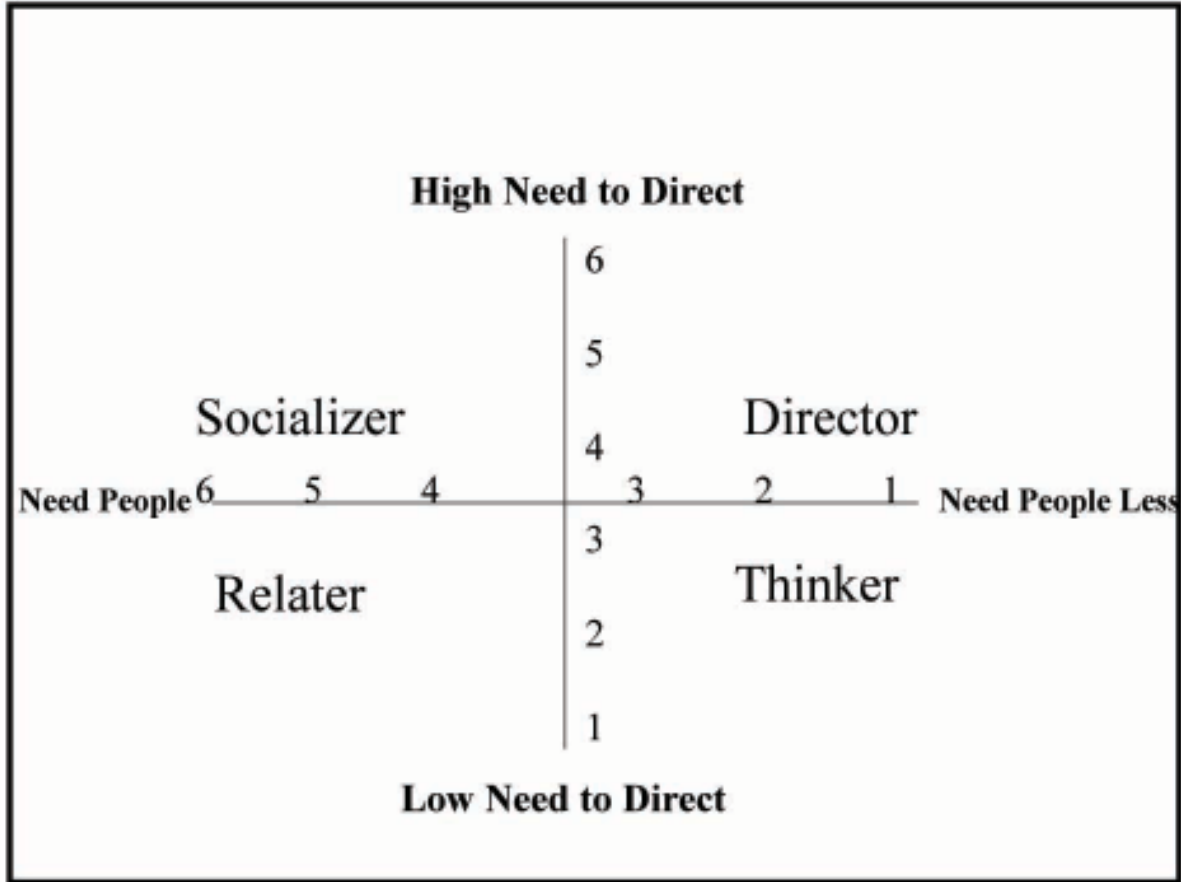 High Need to Direct
6
5
Socializer Director
4
Need People 6 5 4 3 2 1 Need People Less
3
Relater Thinker
2
1
Low Need to Direct